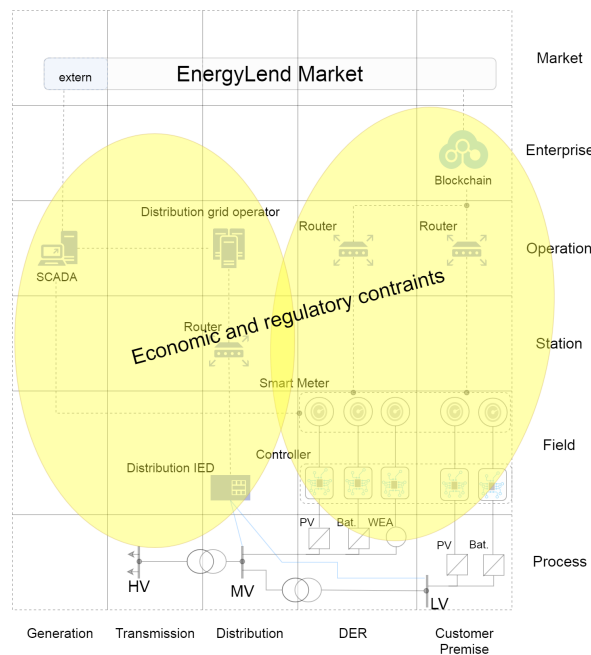 Market
extern
EnergyLend Market
Enterprise
Blockchain
Distribution grid operator
Router
Router
Operation
SCADA
Economic and regulatory contraints
Router
Station
Smart Meter
Field
Controller
Distribution IED
PV
Bat.
WEA
PV
Bat.
Process
HV
MV
LV
Generation
Transmission
Distribution
DER
Customer
Premise